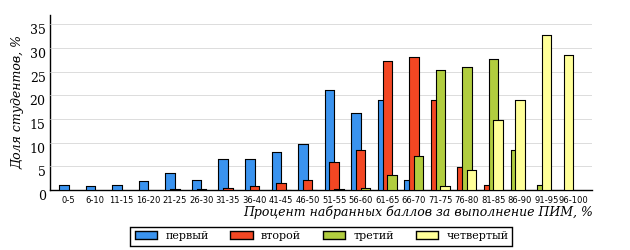 Доля студентов, %
35
30
25
20
15
10
5
0
0-5 6-10 11-15 16-20 21-25 26-30 31-35 36-40 41-45 46-50 51-55 56-60 61-65 66-70 71-75 76-80 81-85 86-90 91-95 96-100
Процент набранных баллов за выполнение ПИМ, %
первый второй третий четвертый